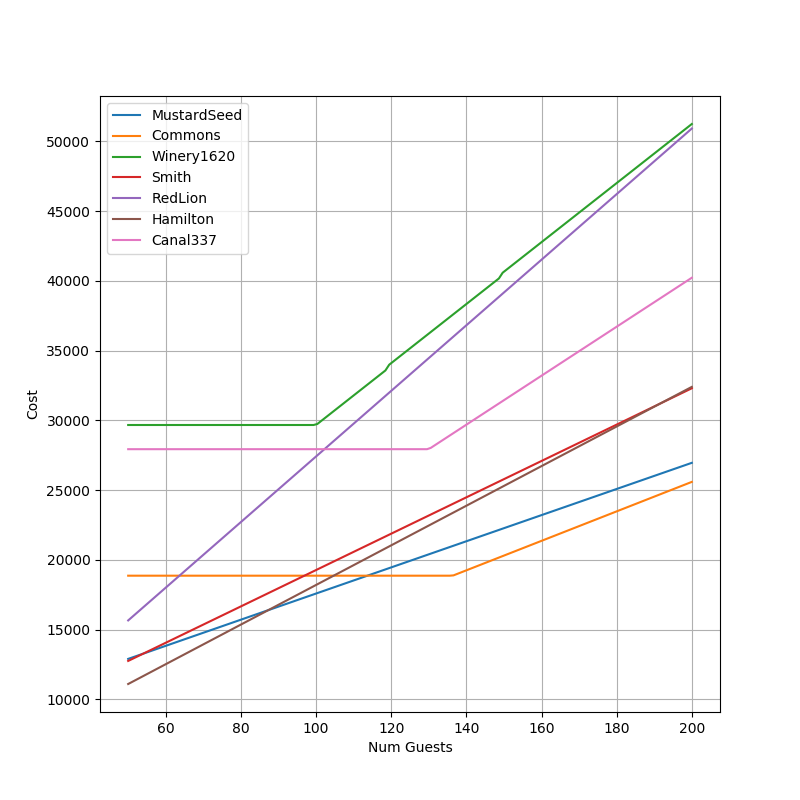 MustardSeed
Commons
Winery1620
Smith
RedLion
Hamilton
Canal337
50000
45000
40000
35000
30000
25000
20000
15000
10000
Cost
60 80 100 120 140 160 180 200
Num Guests